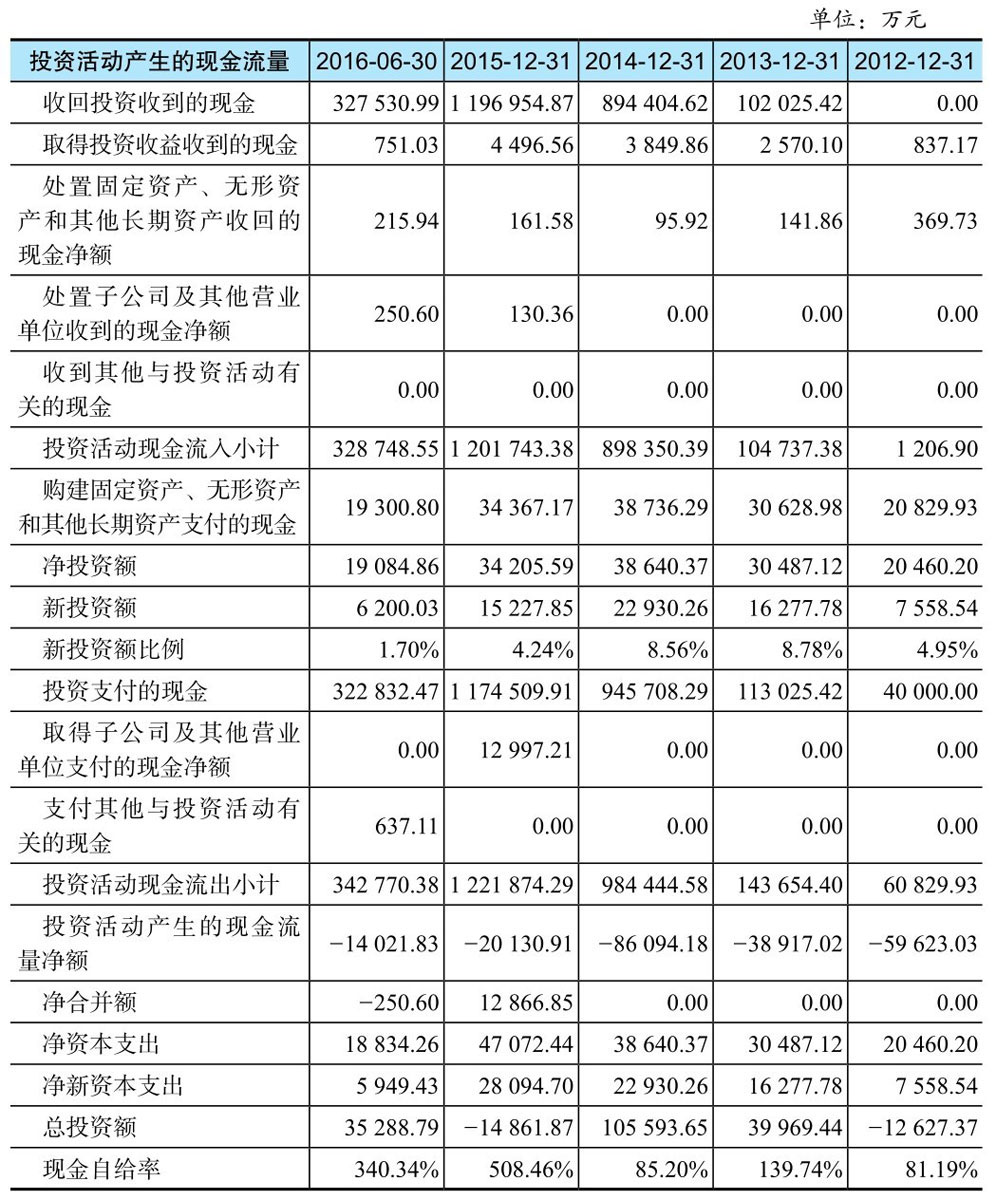 单位：万元
投资活动产生的现金流量 2016-06-30 2015-12-31 2014-12-31 2013-12-31 2012-12-31
收回投资收到的现金 327 530.99 1 196 954.87 894 404.62 102 025.42 0.00
取得投资收益收到的现金 751.03 4 496.56 3 849.86 2 570.10 837.17
处置固定资产、无形资
产和其他长期资产收回的 215.94 161.58 95.92 141.86 369.73
现金净额
处置子公司及其他营业
单位收到的现金净额 250.60 130.36 0.00 0.00 0.00
收到其他与投资活动有
关的现金 0.00 0.00 0.00 0.00 0.00
投资活动现金流入小计 328 748.55 1 201 743.38 898 350.39 104 737.38 1 206.90
购建固定资产、无形资产
和其他长期资产支付的现金 19 300.80 34 367.17 38 736.29 30 628.98 20 829.93
净投资额 19 084.86 34 205.59 38 640.37 30 487.12 20 460.20
新投资额 6 200.03 15 227.85 22 930.26 16 277.78 7 558.54
新投资额比例 1.70% 4.24% 8.56% 8.78% 4.95%
投资支付的现金 322 832.47 1 174 509.91 945 708.29 113 025.42 40 000.00
取得子公司及其他营业
单位支付的现金净额 0.00 12 997.21 0.00 0.00 0.00
支付其他与投资活动有
关的现金 637.11 0.00 0.00 0.00 0.00
投资活动现金流出小计 342 770.38 1 221 874.29 984 444.58 143 654.40 60 829.93
投资活动产生的现金流
量净额 −14 021.83 −20 130.91 −86 094.18 −38 917.02 −59 623.03
净合并额 −250.60 12 866.85 0.00 0.00 0.00
净资本支出 18 834.26 47 072.44 38 640.37 30 487.12 20 460.20
净新资本支出 5 949.43 28 094.70 22 930.26 16 277.78 7 558.54
总投资额 35 288.79 −14 861.87 105 593.65 39 969.44 −12 627.37
现金自给率 340.34% 508.46% 85.20% 139.74% 81.19%